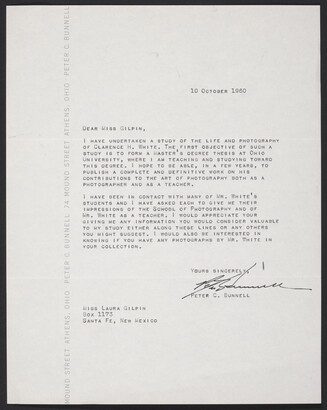 PETER C. BUNNELL 24 MOUND STREET ATHENS, OHIO PETER C. BUNNELL 24 MOUND STREET ATHENS, OHIO
10 October 1960
Dear Miss Gilpin,
I have undertaken a study of the life and photography
of Clarence H. White. The first objective of such a
study is to form a Master's degree thesis at Ohio
University, where I am teaching and studying toward
this degree. I hope to be able, in a few years, to
publish a complete and definitive work on his
contributions to the art of photography both as a
photographer and as a teacher.
I have been in contact with many of Mr. White's
students and I have asked each to give me their
impressions of the School of Photography and of
Mr. White as a teacher. I would appreciate your
giving me any information you would consider valuable
to my study either along these lines or any others
you might suggest. I would also be interested in
knowing if you have any photographs by Mr. White in
your collection.
Yours sincerely,
Peter C. Bunnell
Miss Laura Gilpin
Box 1173
Santa Fe, New Mexico